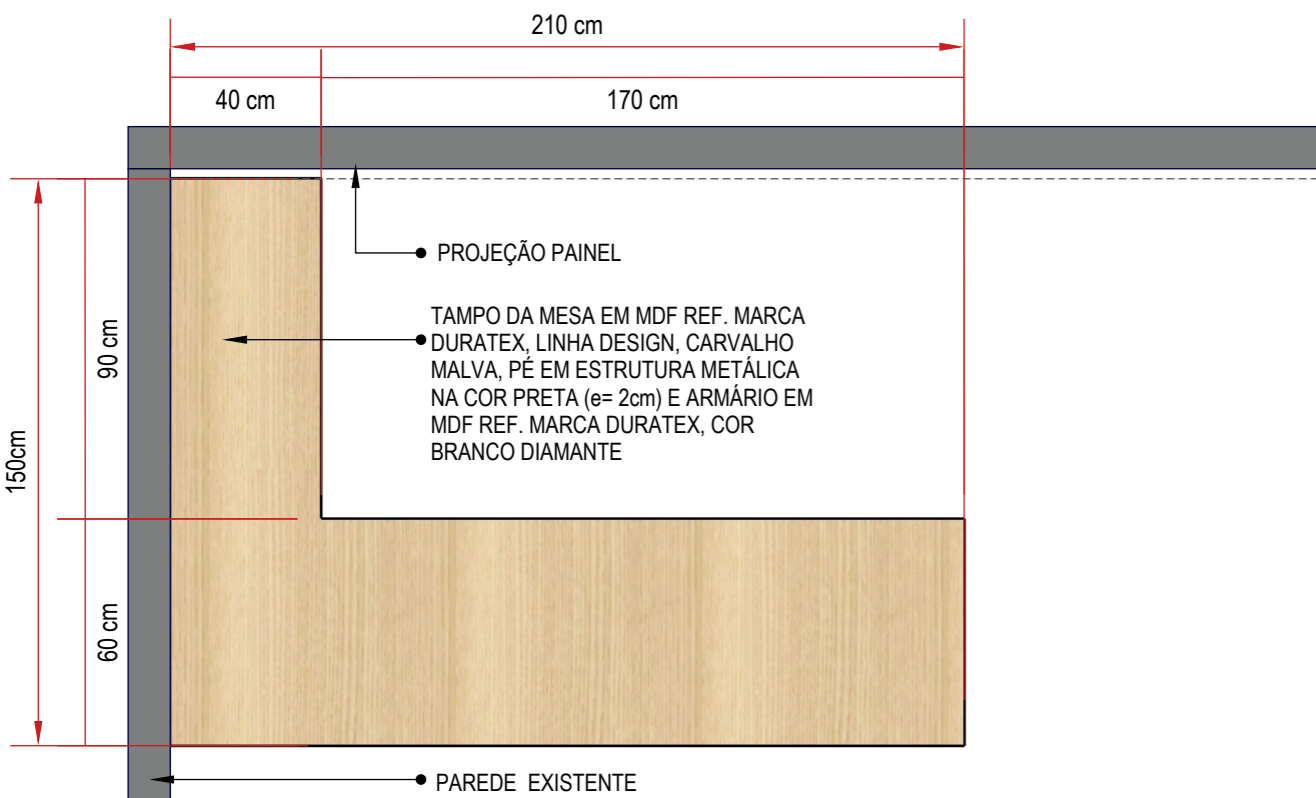 210 cm
40 cm
170 cm
PROJEÇÃO PAINEL
TAMPO DA MESA EM MDF REF. MARCA
DURATEX, LINHA DESIGN, CARVALHO
MALVA, PÉ EM ESTRUTURA METÁLICA
NA COR PRETA (e= 2cm) E ARMÁRIO EM
MDF REF. MARCA DURATEX, COR
BRANCO DIAMANTE
90 cm
150cm
60 cm
PAREDE EXISTENTE